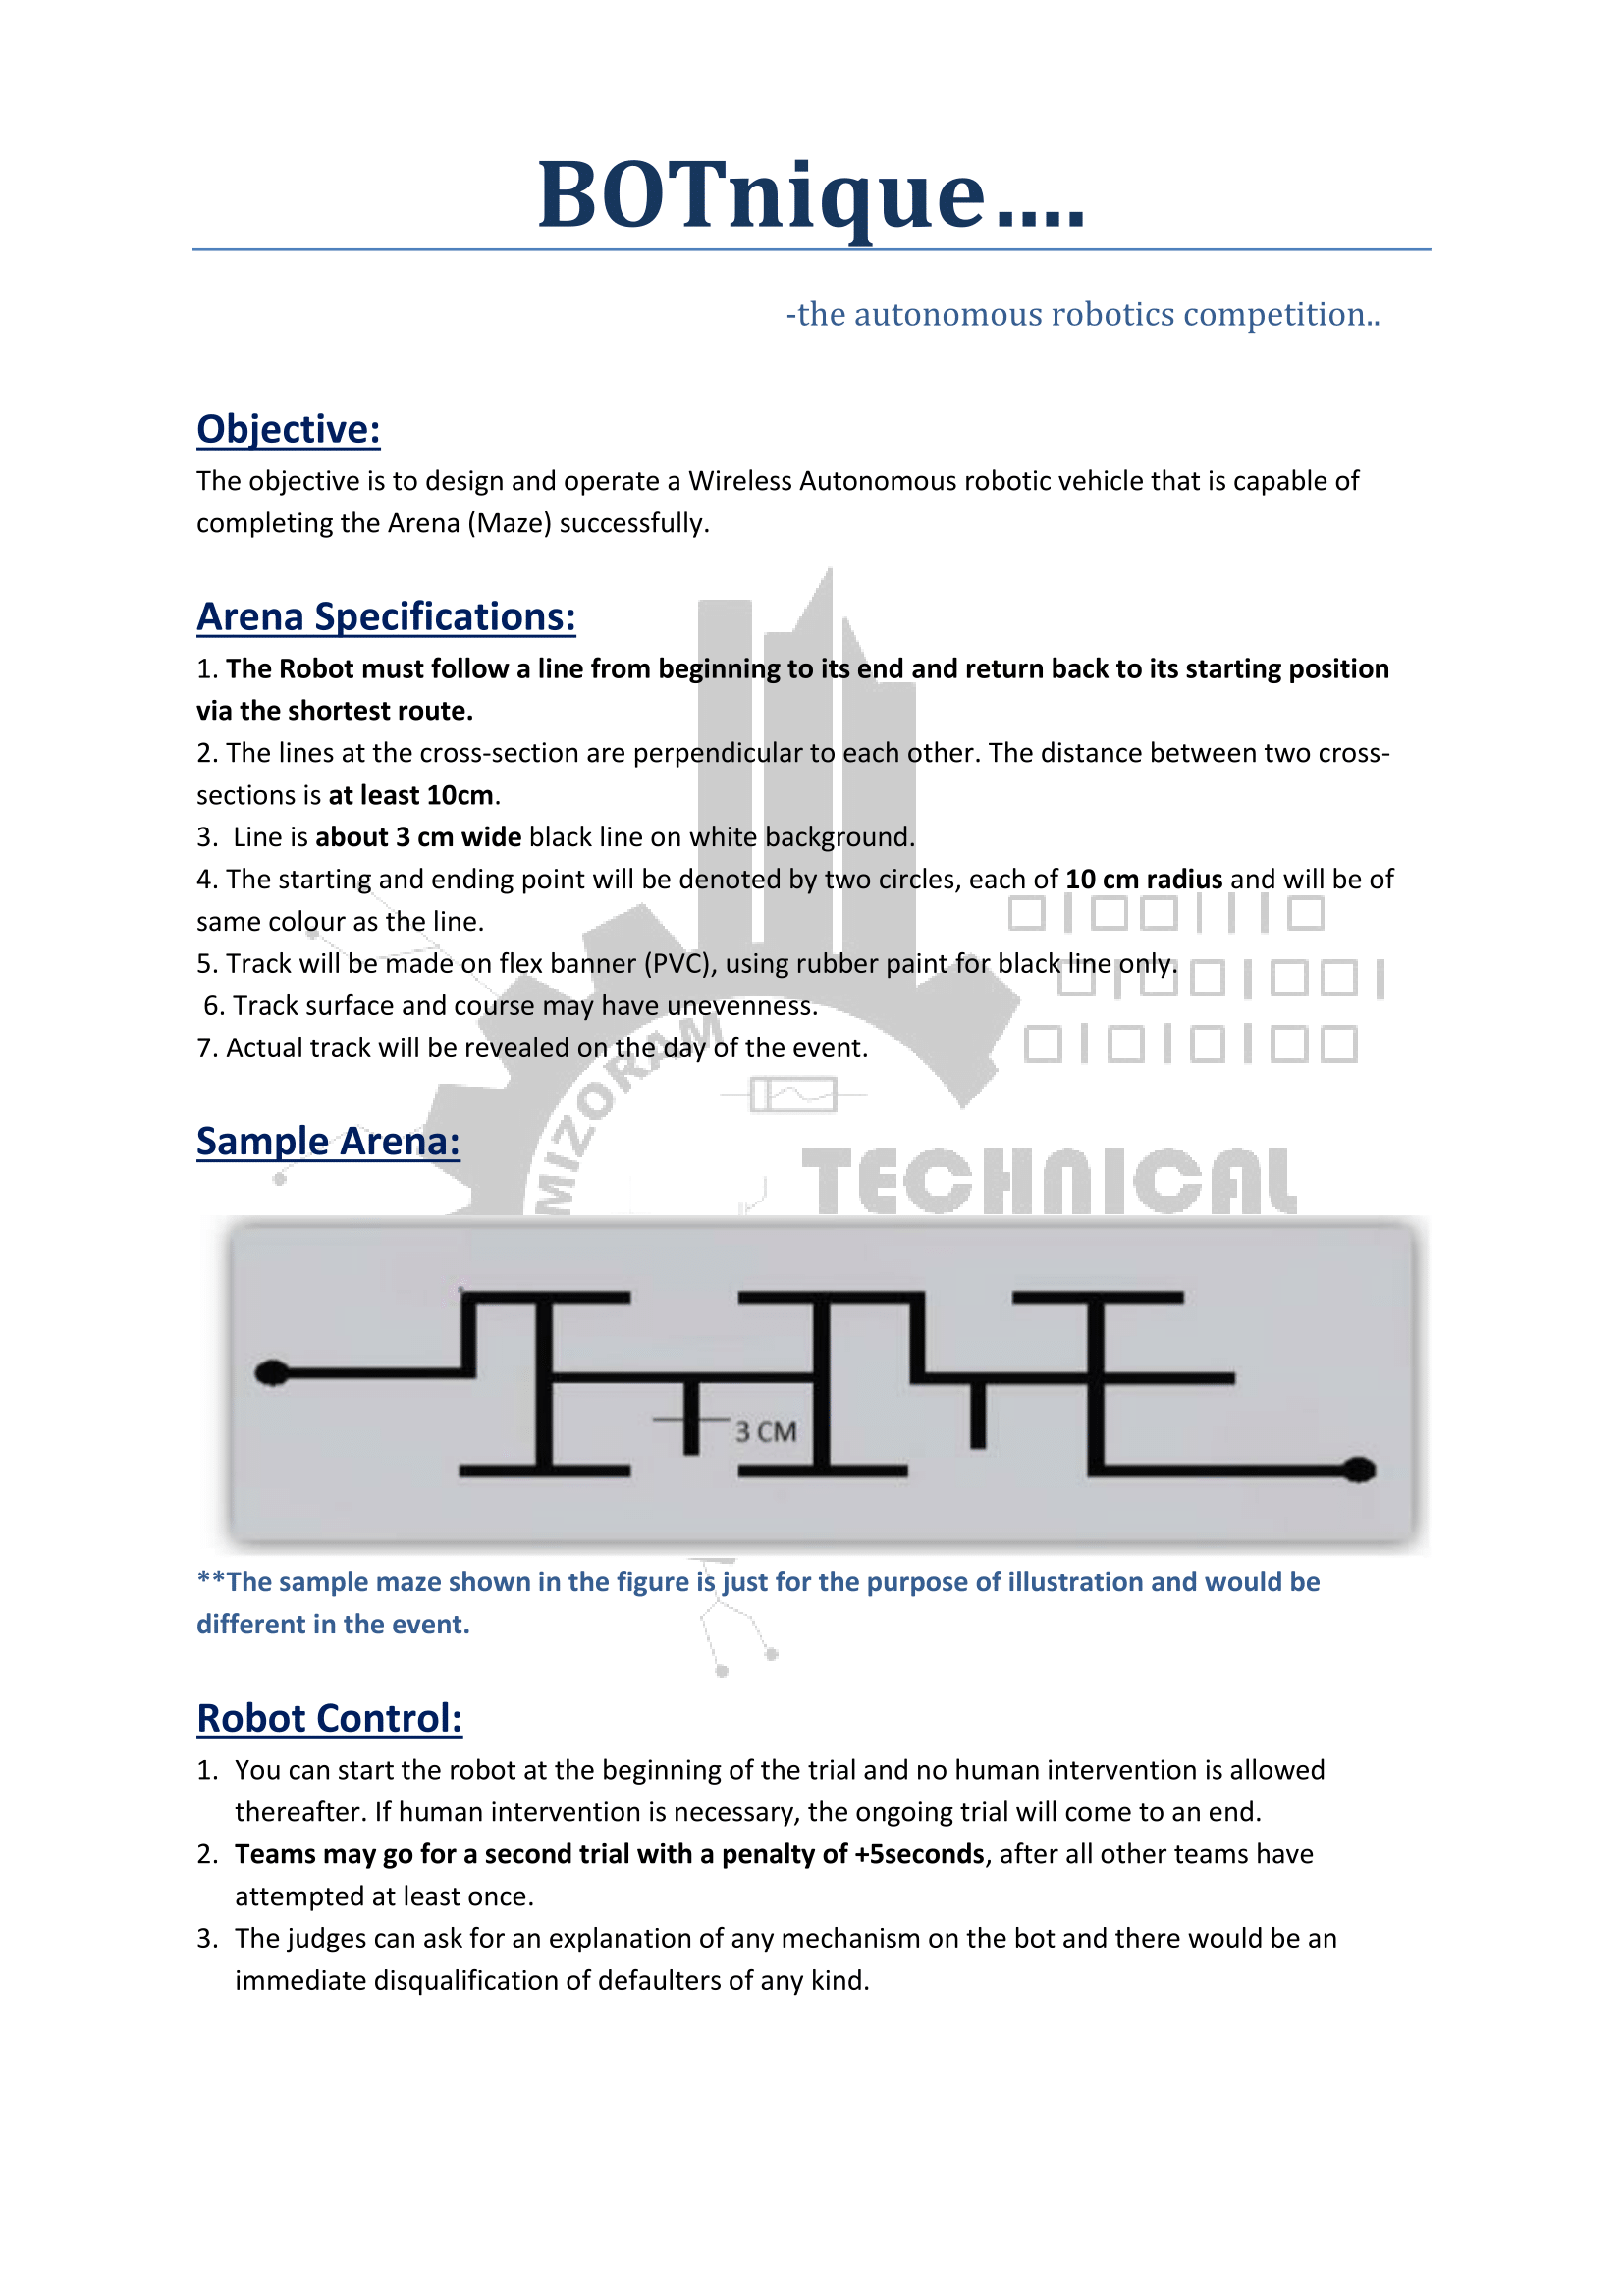 BOTnique….
-the autonomous robotics competition..
Objective:
The objective is to design and operate a Wireless Autonomous robotic vehicle that is capable of
completing the Arena (Maze) successfully.
Arena Specifications:
1. The Robot must follow a line from beginning to its end and return back to its starting position
via the shortest route.
2. The lines at the cross-section are perpendicular to each other. The distance between two cross-
sections is at least 10cm.
3.  Line is about 3 cm wide black line on white background.
4. The starting and ending point will be denoted by two circles, each of 10 cm radius and will be of
same colour as the line.
5. Track will be made on flex banner (PVC), using rubber paint for black line only.
6. Track surface and course may have unevenness.
7. Actual track will be revealed on the day of the event.
MIZORAM
Sample Arena:
TECHNICAL
3 CM
**The sample maze shown in the figure is just for the purpose of illustration and would be
different in the event.
Robot Control:
1. You can start the robot at the beginning of the trial and no human intervention is allowed
thereafter. If human intervention is necessary, the ongoing trial will come to an end.
2. Teams may go for a second trial with a penalty of +5seconds, after all other teams have
attempted at least once.
3. The judges can ask for an explanation of any mechanism on the bot and there would be an
immediate disqualification of defaulters of any kind.